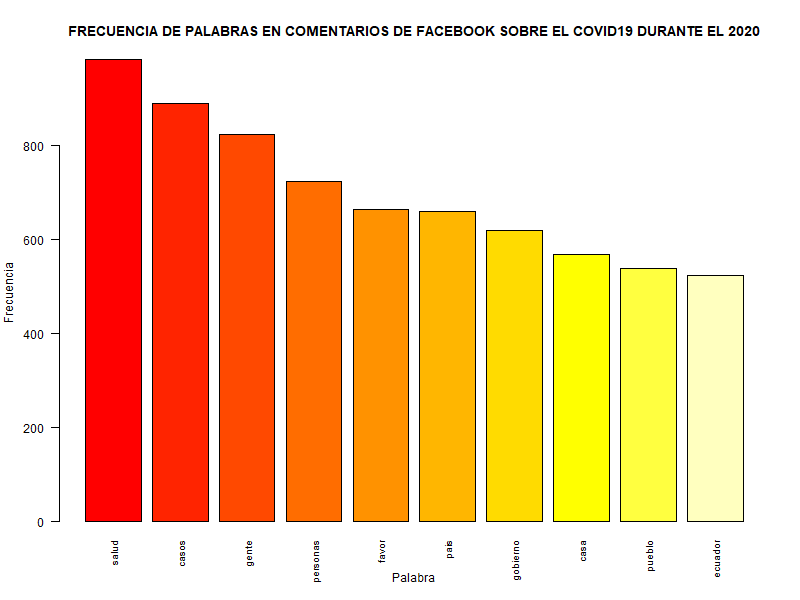 FRECUENCIA DE PALABRAS EN COMENTARIOS DE FACEBOOK SOBRE EL COVID19 DURANTE EL 2020
800
600
400
200
0
Frecuencia
salud
casos
gente
personas
favor
país
gobierno
casa
pueblo
ecuador
Palabra